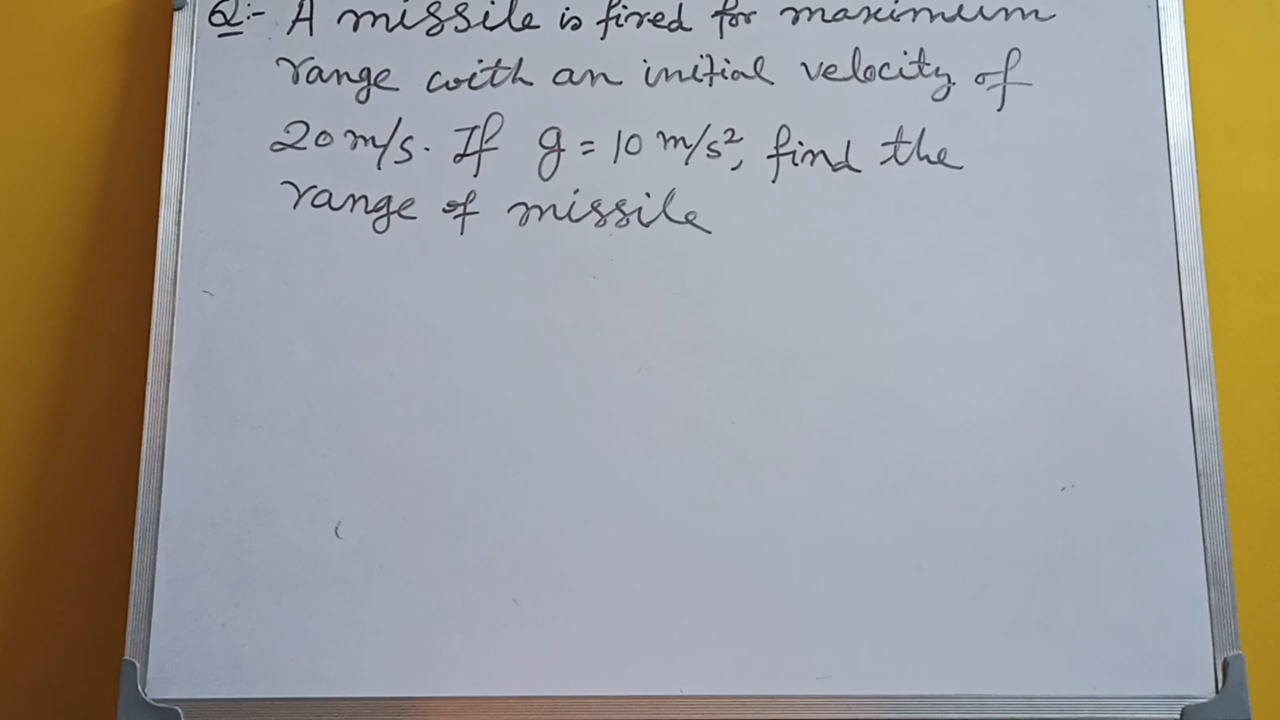 Q:- A missile is fired for maximum
range with an initial velocity of
20 m/s. If g = 10 m/s², find the
range of missile